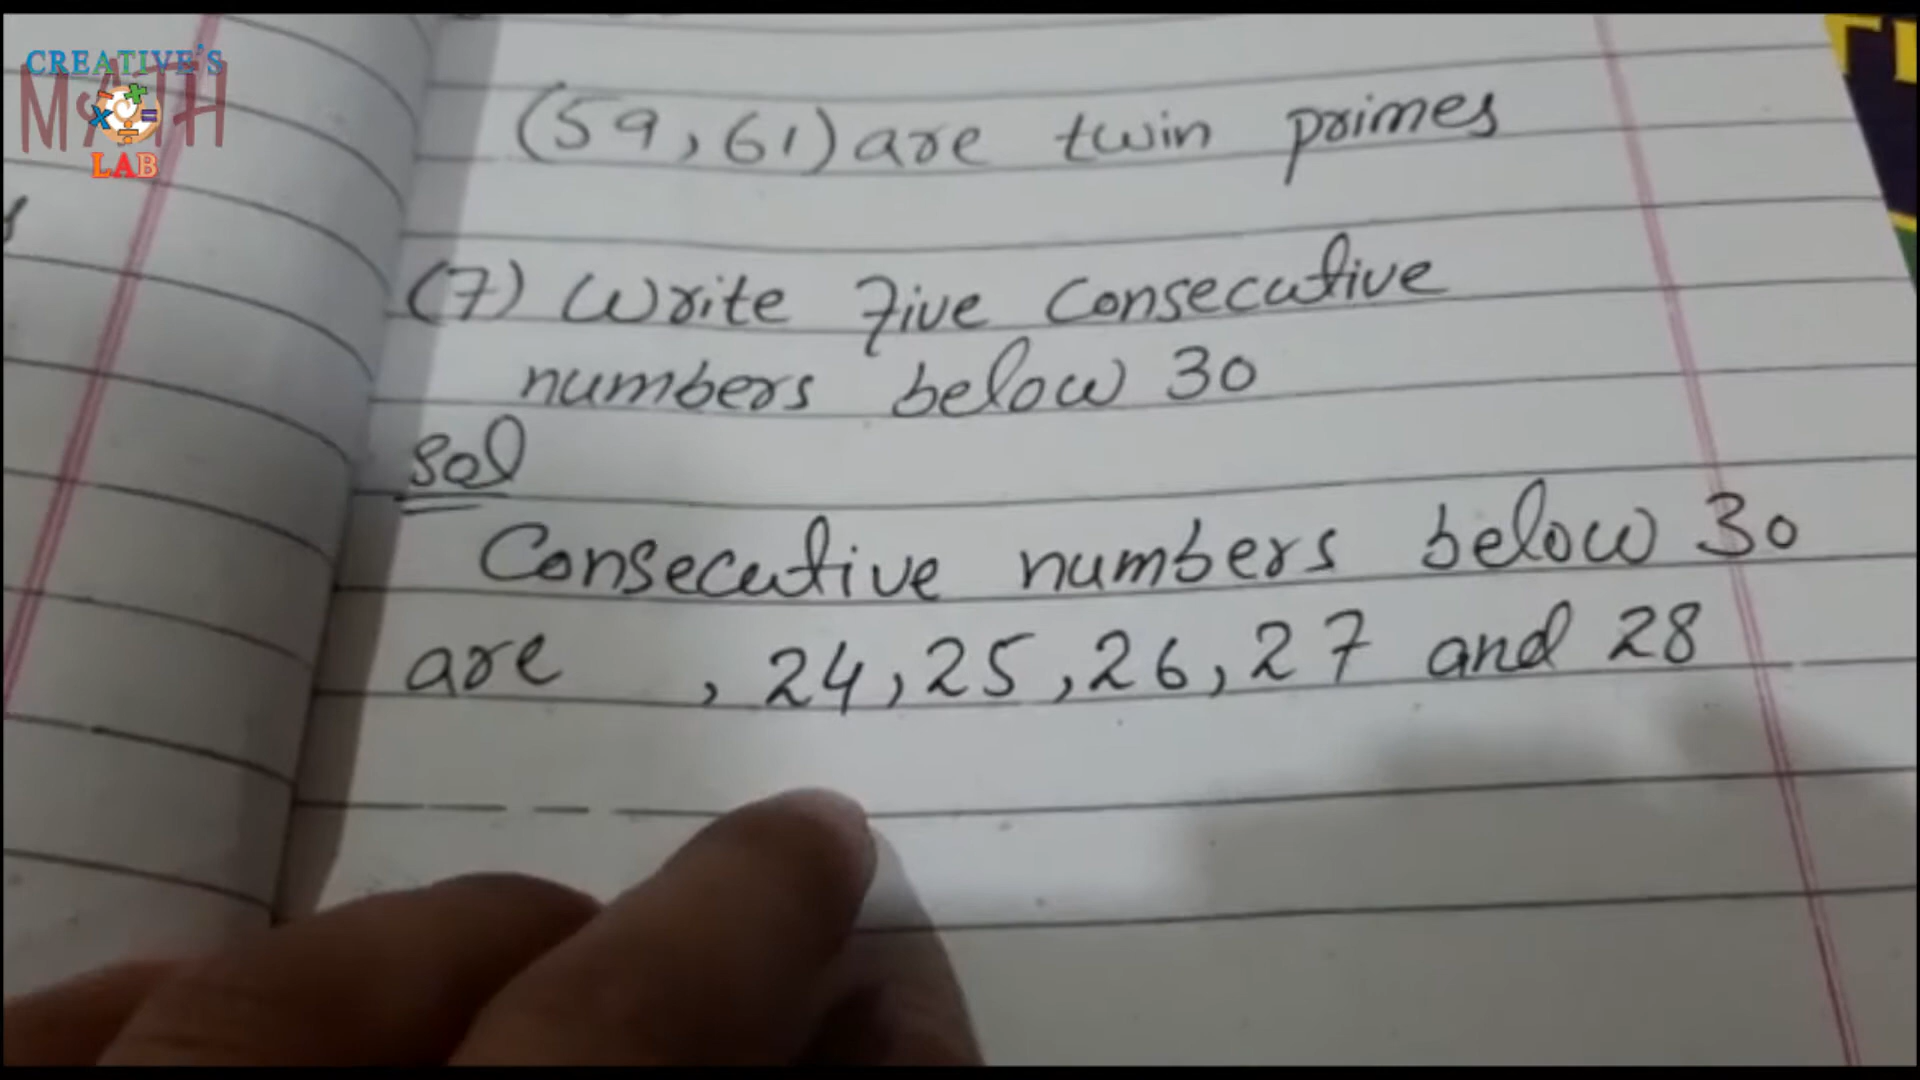 CREATIVE'S
MATH
LAB
(59, 61) are twin primes
(7) Write Five Consecutive
numbers below 30
Sol
Consecutive numbers below 30
are , 24, 25, 26, 27 and 28